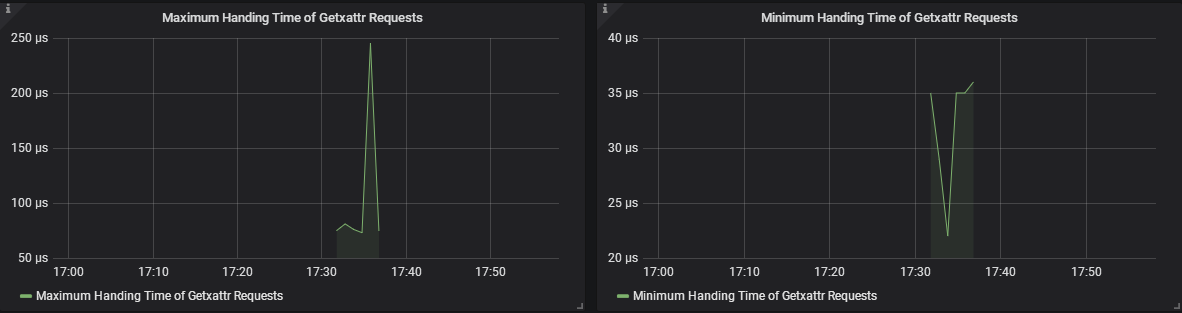 Maximum Handing Time of Getxattr Requests
250 µs
200 µs
150 µs
100 µs
50 µs
17:00 17:10 17:20 17:30 17:40 17:50
Maximum Handing Time of Getxattr Requests
Minimum Handing Time of Getxattr Requests
40 µs
35 µs
30 µs
25 µs
20 µs
17:00 17:10 17:20 17:30 17:40 17:50
Minimum Handing Time of Getxattr Requests